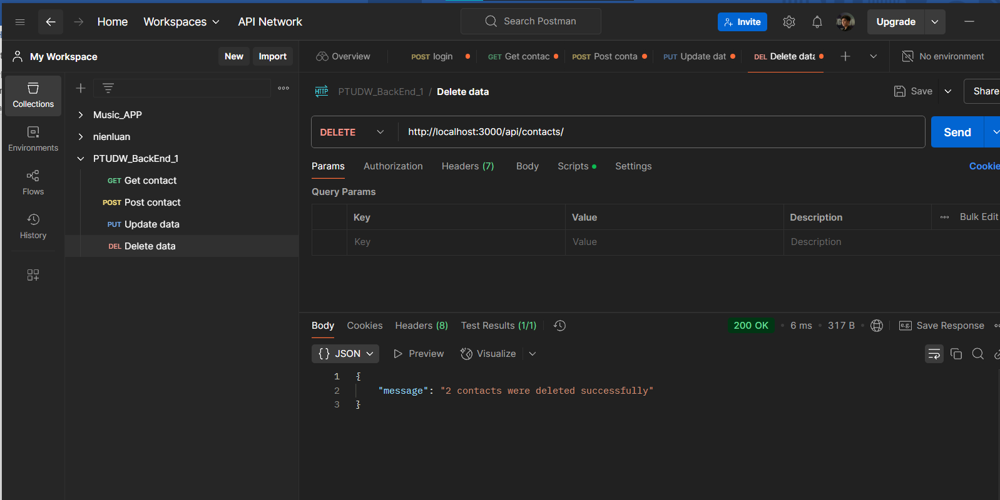 Home
Workspaces
API Network
Search Postman
Invite
Upgrade
My Workspace
New
Import
Overview
POST login
GET Get contac
POST Post conta
PUT Update dat
DEL Delete data
No environment
Collections
Environments
Flows
History
Music_APP
nienluan
PTUDW_BackEnd_1
GET Get contact
POST Post contact
PUT Update data
DEL Delete data
HTTP PTUDW_BackEnd_1 / Delete data
Save
Share
DELETE http://localhost:3000/api/contacts/
Send
Params Authorization Headers (7) Body Scripts Settings
Cookie
Query Params
Key Value Description
Bulk Edit
Key Value Description
Body Cookies Headers (8) Test Results (1/1)
200 OK • 6 ms • 317 B •
e.g. Save Response
{} JSON
Preview
Visualize
1 {
2 "message": "2 contacts were deleted successfully"
3 }